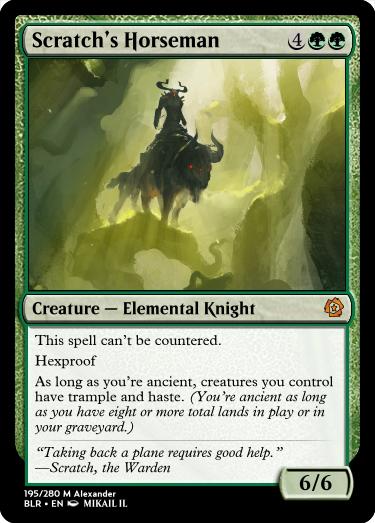 Scratch's Horseman 4
Creature — Elemental Knight
This spell can't be countered.
Hexproof
As long as you're ancient, creatures you control
have trample and haste. (You're ancient as long
as you have eight or more total lands in play or in
your graveyard.)
"Taking back a plane requires good help."
—Scratch, the Warden
6/6
195/280 M Alexander
BLR • EN MIKAIL IL